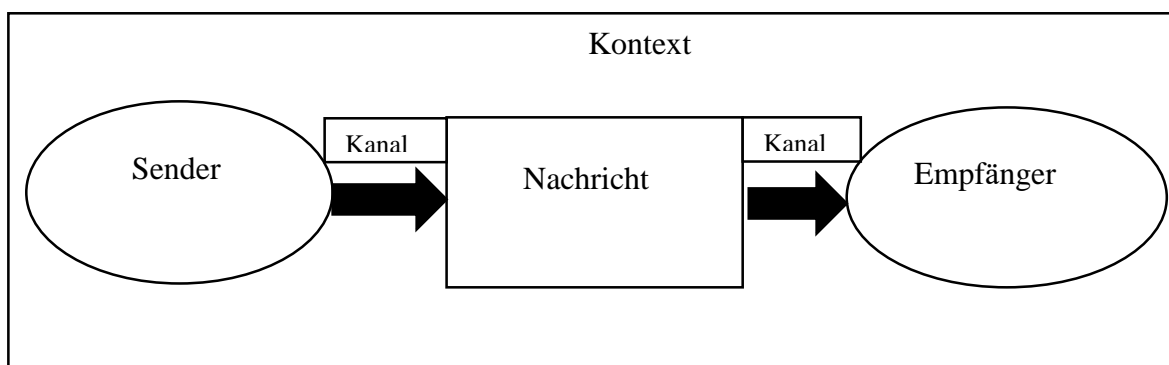 Kontext
Sender
Kanal
Nachricht
Kanal
Empfänger